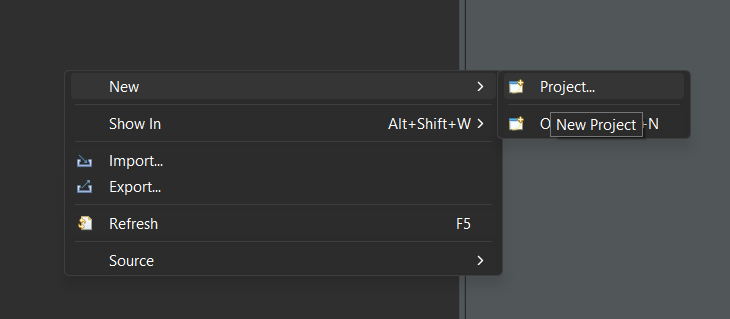 New
Project...
Show In Alt+Shift+W
O
New Project
+N
Import...
Export...
Refresh F5
Source